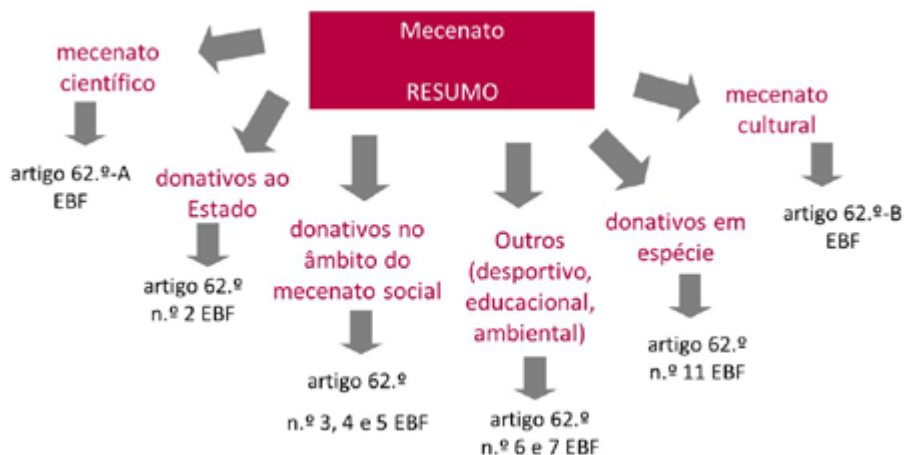 Mecenato
RESUMO
mecenato
científico
artigo 62.º-A
EBF
donativos ao
Estado
artigo 62.º
n.º 2 EBF
donativos no
âmbito do
mecenato social
artigo 62.º
n.º 3, 4 e 5 EBF
Outros
(desportivo,
educacional,
ambiental)
artigo 62.º
n.º 6 e 7 EBF
donativos em
espécie
artigo 62.º
n.º 11 EBF
mecenato
cultural
artigo 62.º-B
EBF